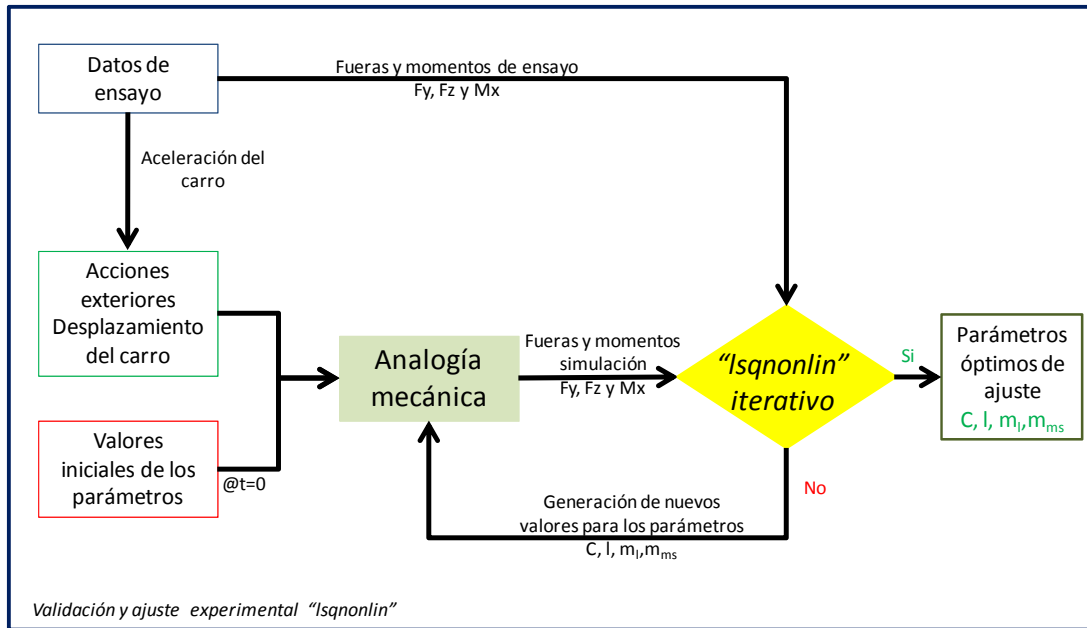 Datos de
ensayo
Fueras y momentos de ensayo
Fy, Fz y Mx
Aceleración del
carro
Acciones
exteriores
Desplazamiento
del carro
Valores
iniciales de los
parámetros
@t=0
Analogía
mecánica
Fueras y momentos
simulación
Fy, Fz y Mx
“lsqnonlin”
iterativo
Si
Parámetros
óptimos de
ajuste
C, l, ml,mms
No
Generación de nuevos
valores para los parámetros
C, l, ml,mms
Validación y ajuste experimental “lsqnonlin”